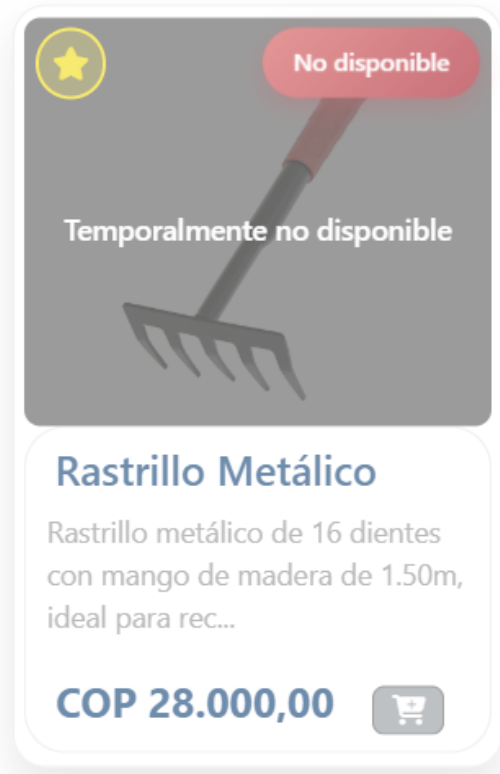 No disponible
Temporalmente no disponible
Rastrillo Metálico
Rastrillo metálico de 16 dientes
con mango de madera de 1.50m,
ideal para rec...
COP 28.000,00